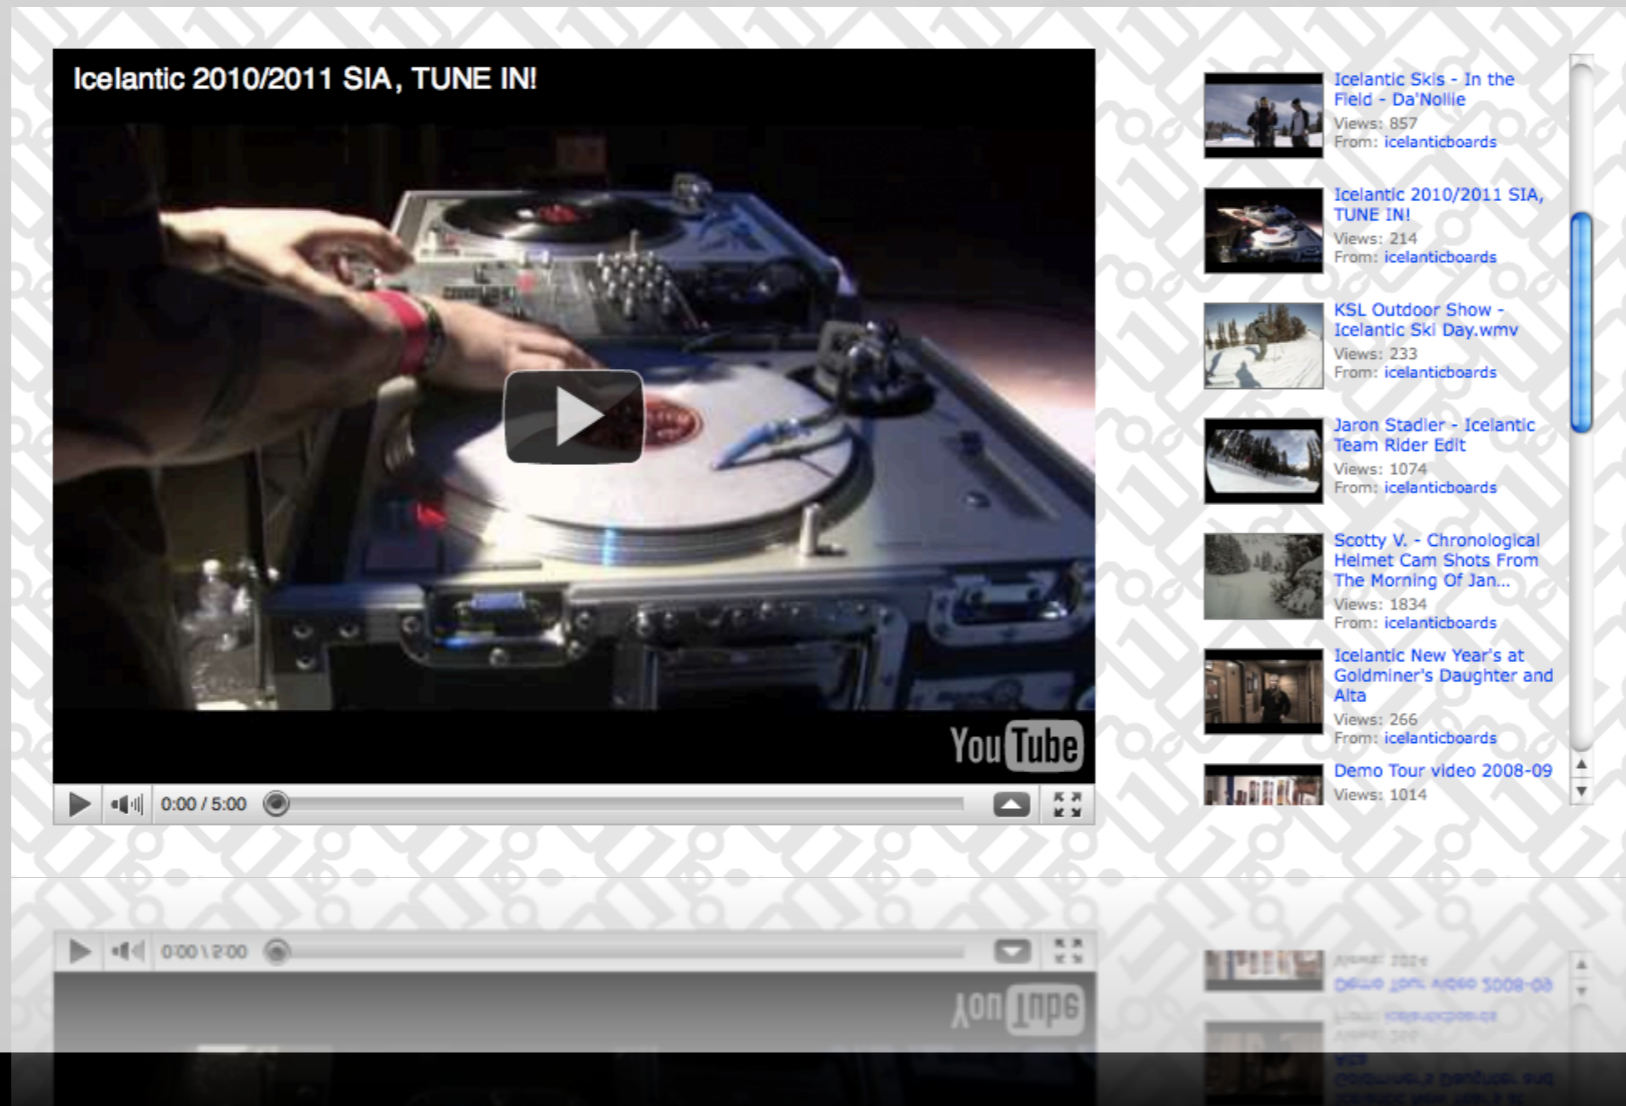 Icelantic 2010/2011 SIA, TUNE IN!
YouTube
0:00 / 5:00
Icelantic Skis - In the
Field - Da'Nollie
Views: 857
From: icelanticboards
Icelantic 2010/2011 SIA,
TUNE IN!
Views: 214
From: icelanticboards
KSL Outdoor Show -
Icelantic Ski Day.wmv
Views: 233
From: icelanticboards
Jaron Stadler - Icelantic
Team Rider Edit
Views: 1074
From: icelanticboards
Scotty V. - Chronological
Helmet Cam Shots From
The Morning Of Jan...
Views: 1834
From: icelanticboards
Icelantic New Year's at
Goldminer's Daughter and
Alta
Views: 266
From: icelanticboards
Demo Tour video 2008-09
Views: 1014